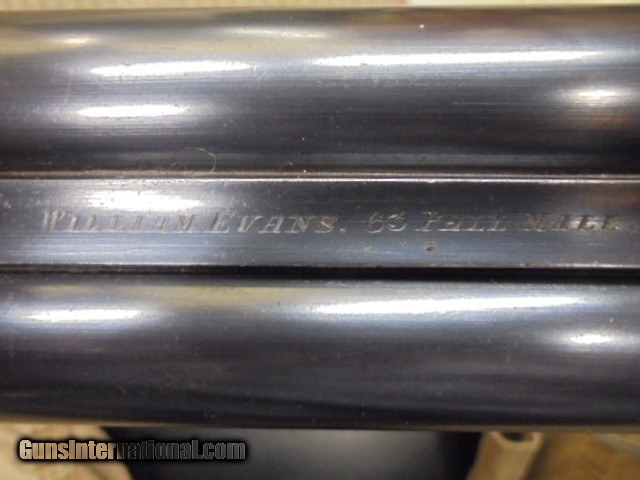 WILLIAM EVANS. 63 PALL MALL.
GunsInternational.com